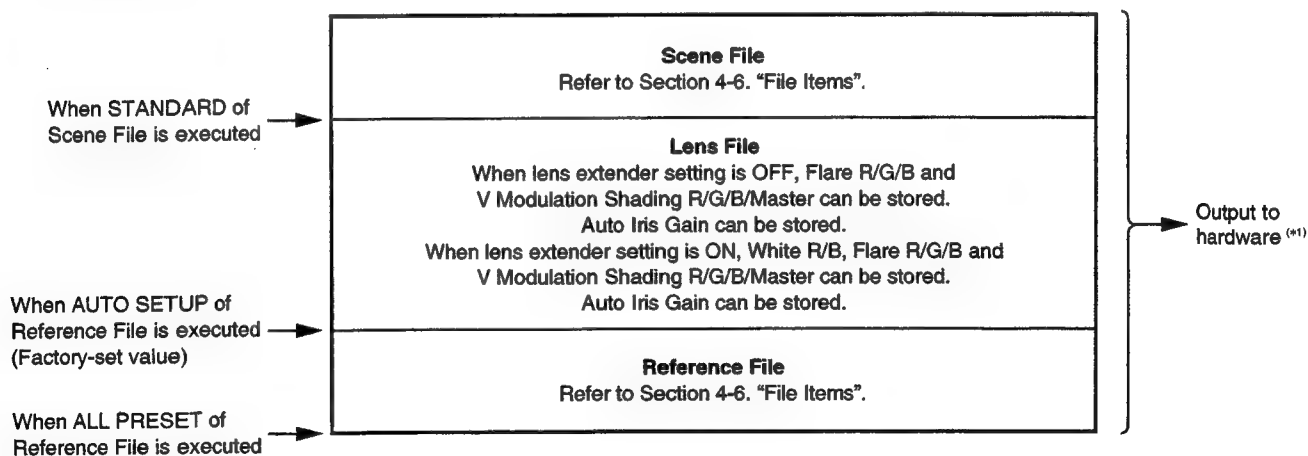 Scene File
Refer to Section 4-6. "File Items".
When STANDARD of
Scene File is executed
Lens File
When lens extender setting is OFF, Flare R/G/B and
V Modulation Shading R/G/B/Master can be stored.
Auto Iris Gain can be stored.
When lens extender setting is ON, White R/B, Flare R/G/B and
V Modulation Shading R/G/B/Master can be stored.
Auto Iris Gain can be stored.
Output to
hardware (*1)
When AUTO SETUP of
Reference File is executed
(Factory-set value)
Reference File
Refer to Section 4-6. "File Items".
When ALL PRESET of
Reference File is executed